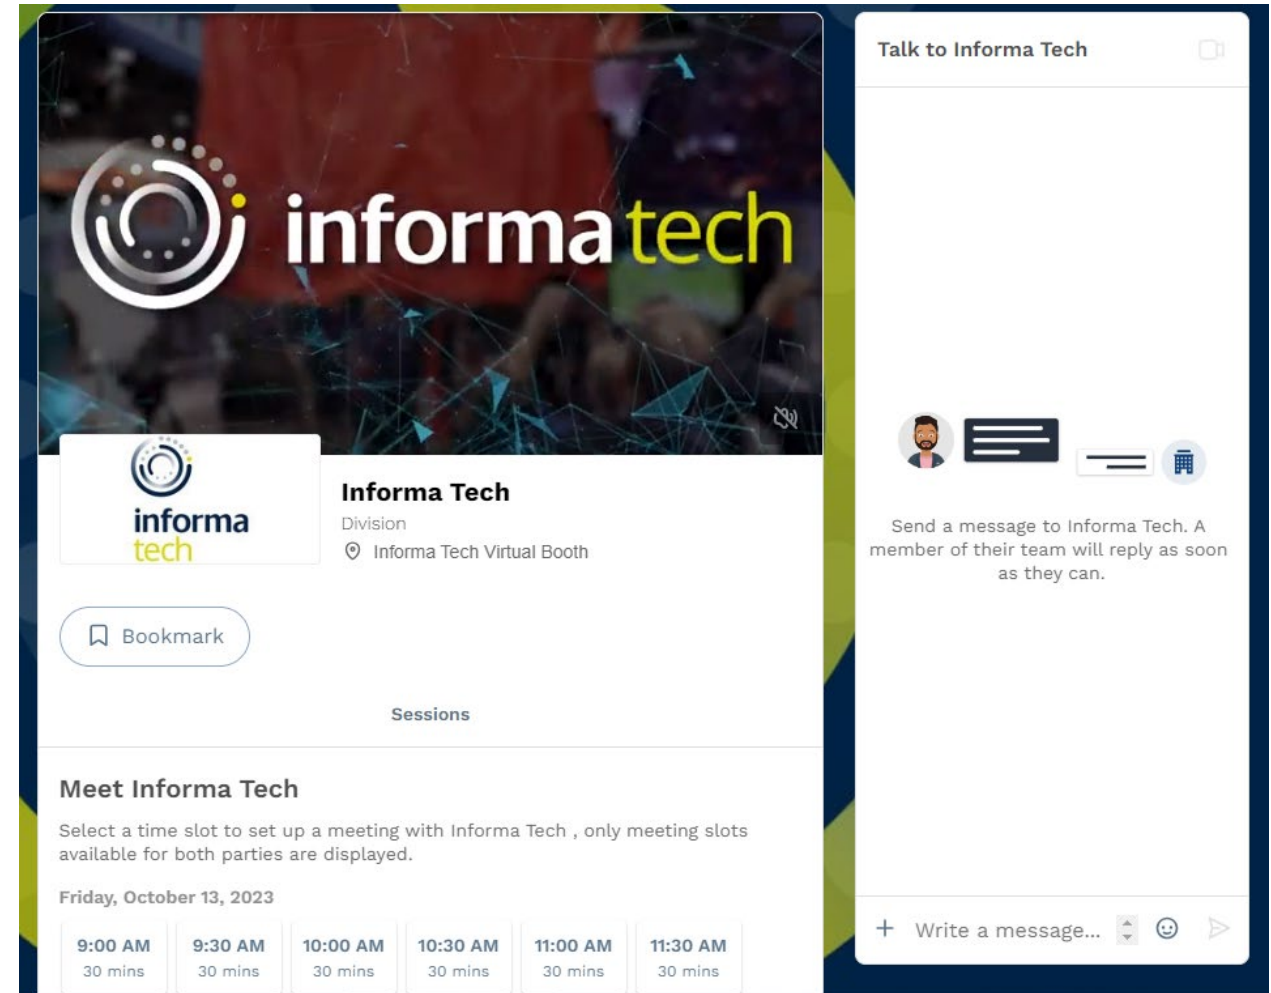 informa tech
informa
tech
Informa Tech
Division
Informa Tech Virtual Booth
Bookmark
Sessions
Meet Informa Tech
Select a time slot to set up a meeting with Informa Tech , only meeting slots
available for both parties are displayed.
Friday, October 13, 2023
9:00 AM 9:30 AM 10:00 AM 10:30 AM 11:00 AM 11:30 AM
30 mins 30 mins 30 mins 30 mins 30 mins 30 mins
Talk to Informa Tech
Send a message to Informa Tech. A
member of their team will reply as soon
as they can.
Write a message...